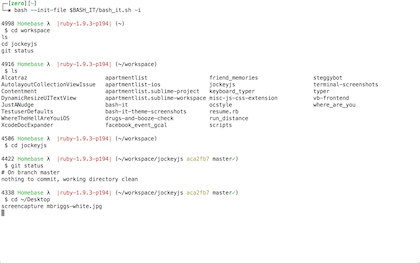 ┌─[zero][~]
└─▪ bash --init-file $BASH_IT/bash_it.sh -i
4998 Homebase λ |ruby-1.9.3-p194| (~)
$ cd workspace
ls
cd jockeyjs
git status
4916 Homebase λ |ruby-1.9.3-p194| (~/workspace)
$ ls
Alcatraz apartmentlist friend_memories steggybot
AutolayoutCollectionViewIssue apartmentlist-ios jockeyjs terminal-screenshots
Content apartmentlist.sublime-project keyboard_typer typer
DynamicResizeUITextView apartmentlist.sublime-workspace misc-js-css-extension vb-frontend
JustANudge bash-it ocstyle where_are_you
TestuserDefaults bash-it-theme-screenshots resume.rb
WhereTheHellAreYouiOS drugs-and-booze-check run_distance
XcodeDocExpander facebook_event_gcal scripts
4506 Homebase λ |ruby-1.9.3-p194| (~/workspace)
$ cd jockeyjs
4422 Homebase λ |ruby-1.9.3-p194| (~/workspace/jockeyjs aca2fb7 master✓)
$ git status
# On branch master
nothing to commit, working directory clean
4338 Homebase λ |ruby-1.9.3-p194| (~/workspace/jockeyjs aca2fb7 master✓)
$ cd ~/Desktop
screencapture mbriggs-white.jpg